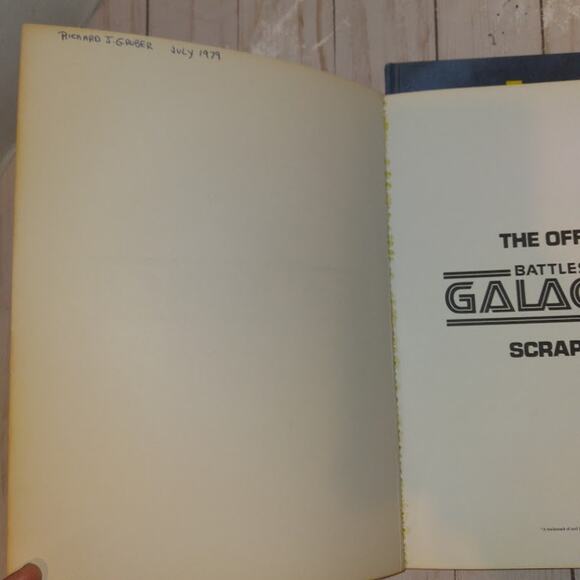 RICHARD J. GRUBER JULY 1979
THE OFF
BATTLES
GALAC
SCRAP